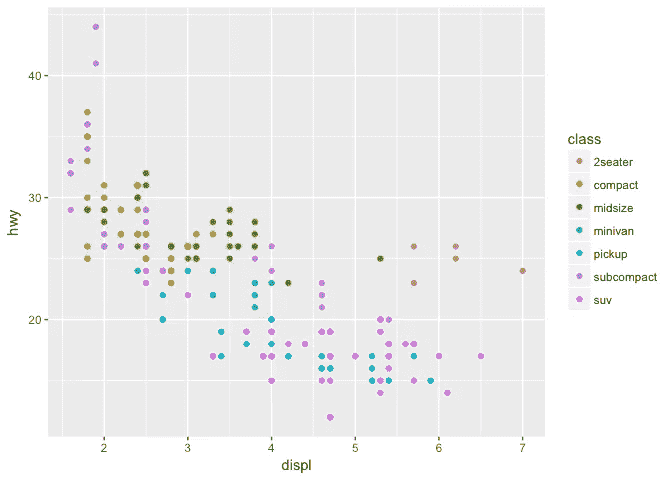 40
30
20
hwy
2
3
4
5
6
7
displ
class
2seater
compact
midsize
minivan
pickup
subcompact
suv